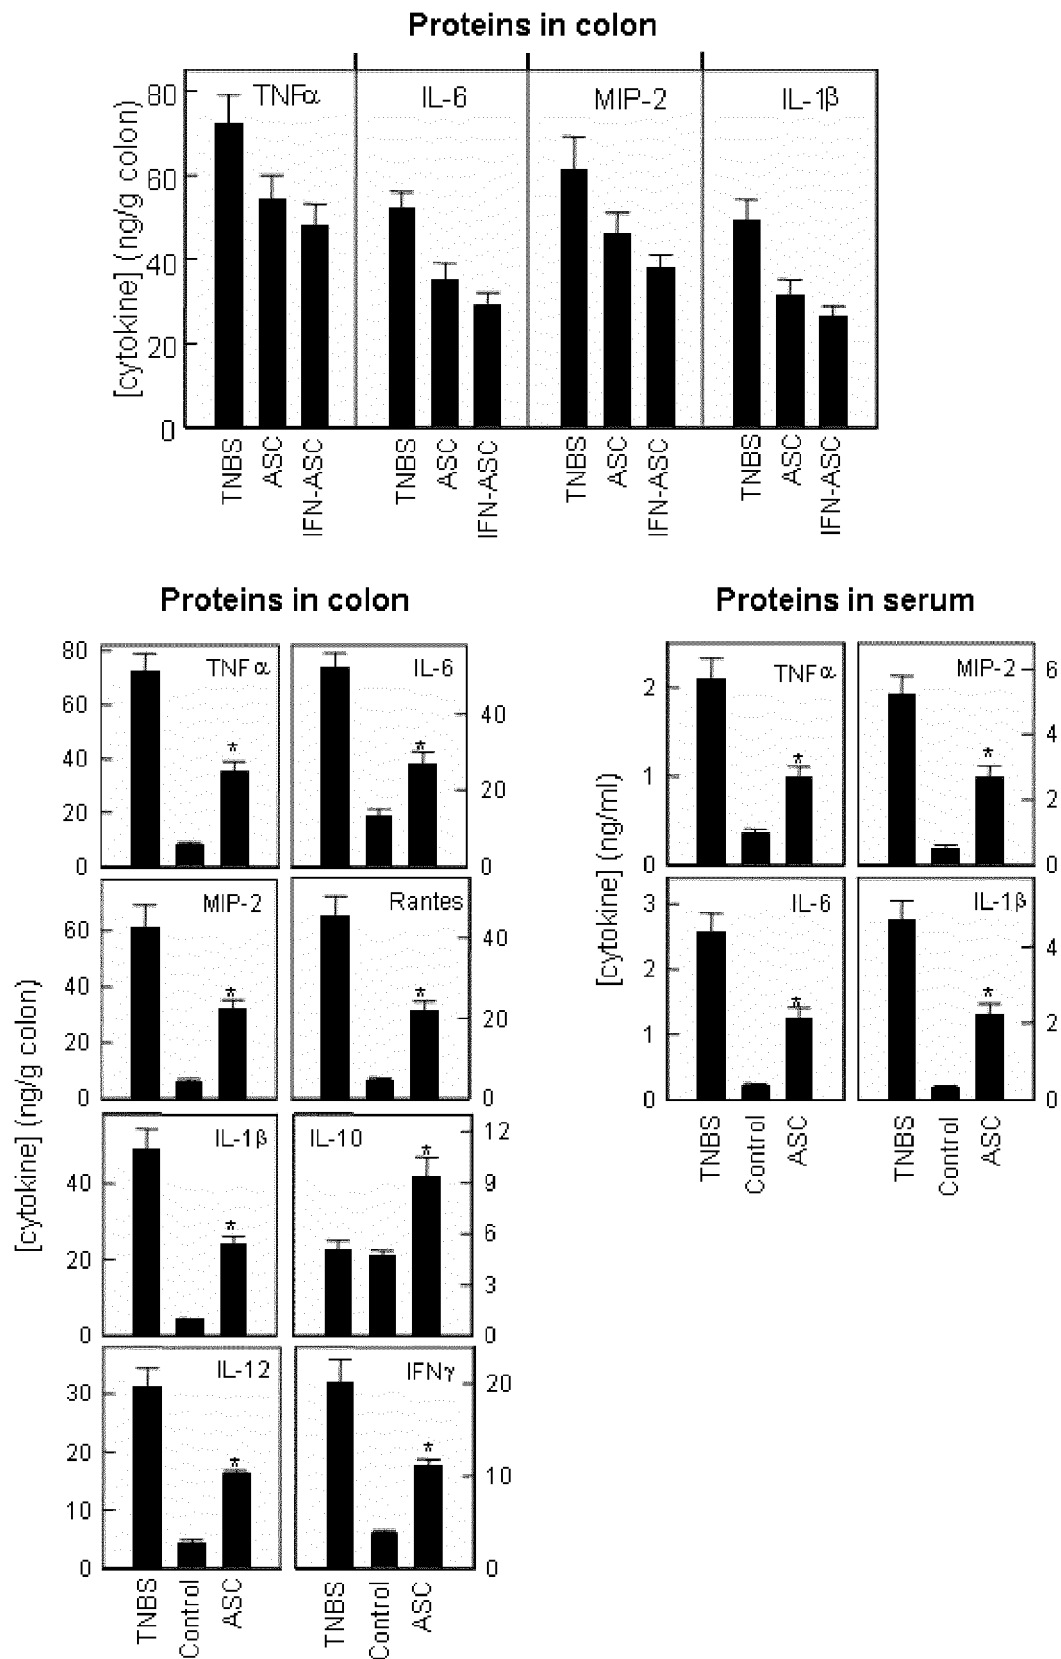 Proteins in colon
TNFα IL-6 MIP-2 IL-1β
[cytokine] (ng/g colon)
80
60
40
20
0
TNBS ASC IFN-ASC TNBS ASC IFN-ASC TNBS ASC IFN-ASC TNBS ASC IFN-ASC
Proteins in colon
[cytokine] (ng/g colon)
TNFα
80
60
40
20
0
*
IL-6
40
20
0
*
MIP-2
60
40
20
0
*
Rantes
40
20
0
*
IL-1β
40
20
0
*
IL-10
12
9
6
3
0
*
IL-12
30
20
10
0
*
IFNγ
20
10
0
*
TNBS Control ASC TNBS Control ASC
Proteins in serum
[cytokine] (ng/ml)
TNFα
2
1
0
*
MIP-2
6
4
2
0
*
IL-6
3
2
1
0
*
IL-1β
4
2
0
*
TNBS Control ASC TNBS Control ASC